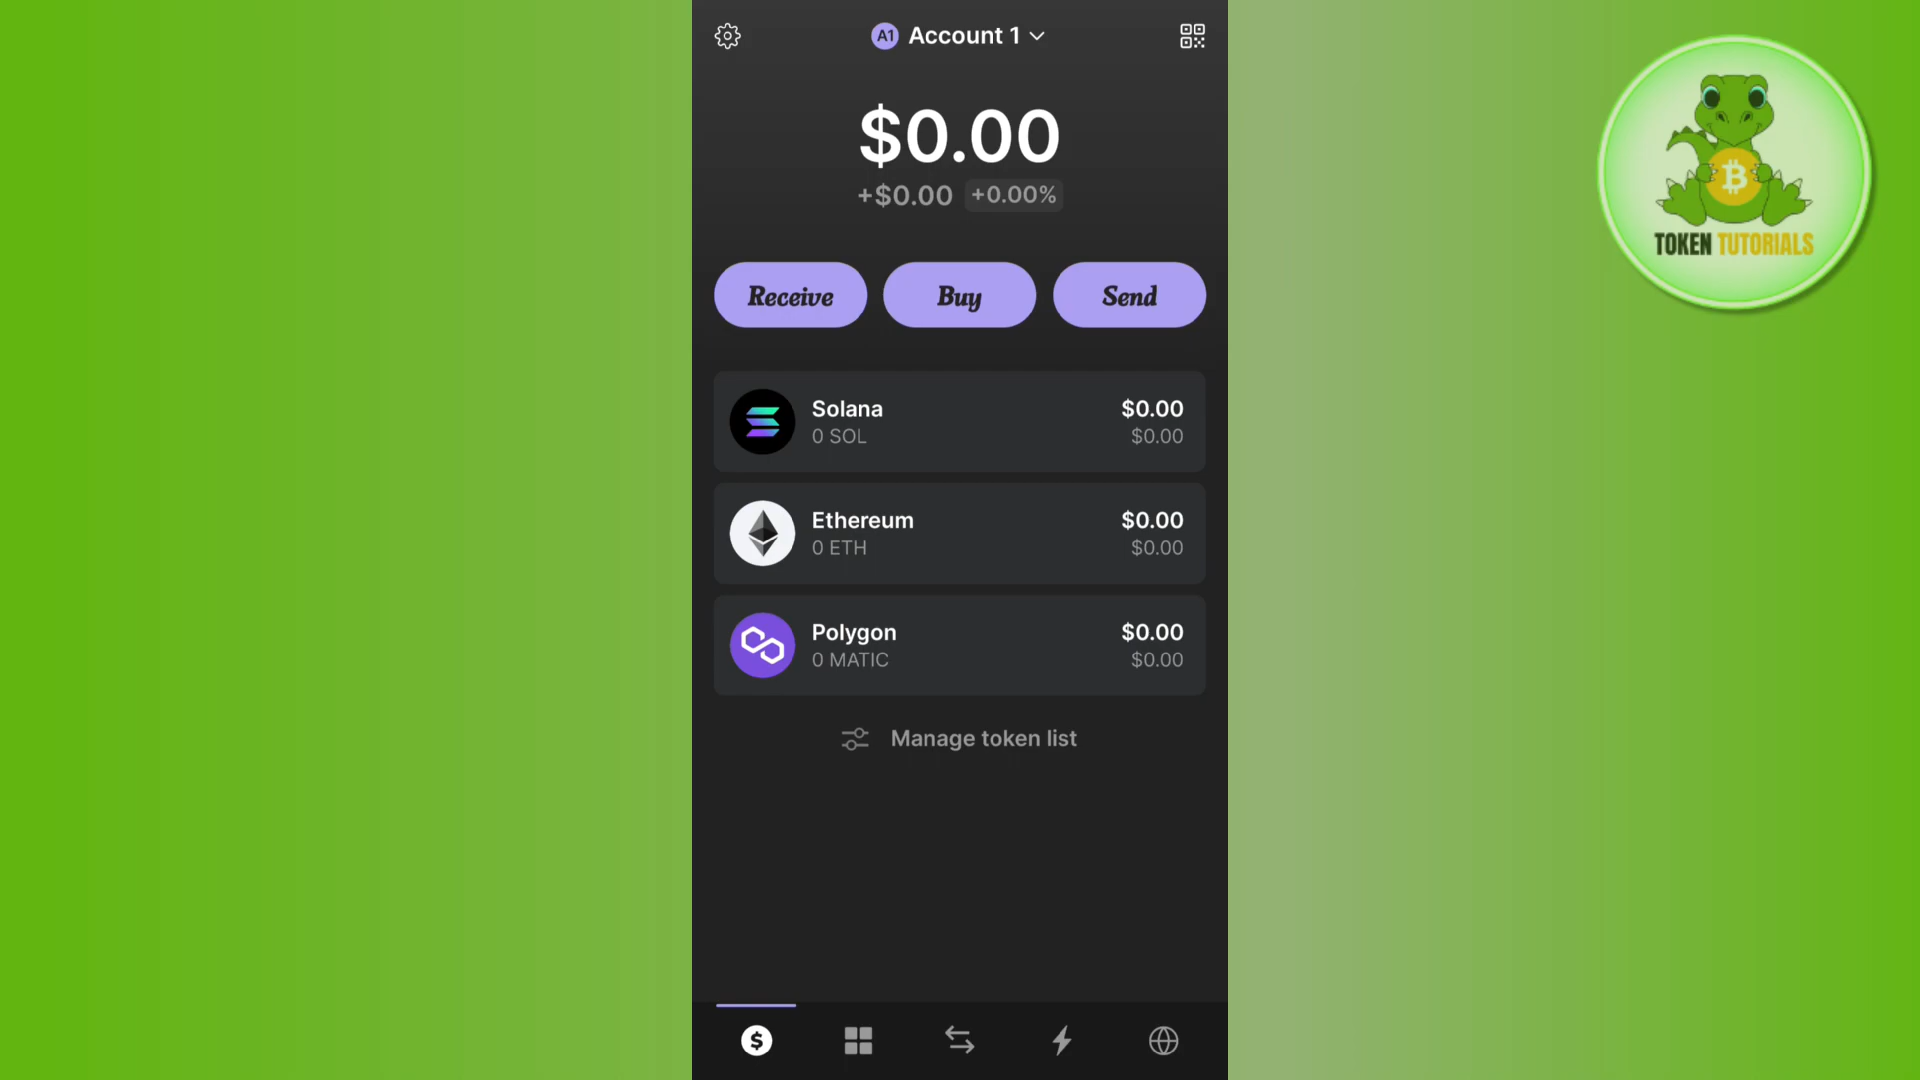 A1 Account 1
$0.00
+$0.00 +0.00%
Receive Buy Send
Solana $0.00
0 SOL $0.00
Ethereum $0.00
0 ETH $0.00
Polygon $0.00
0 MATIC $0.00
Manage token list
TOKEN TUTORIALS